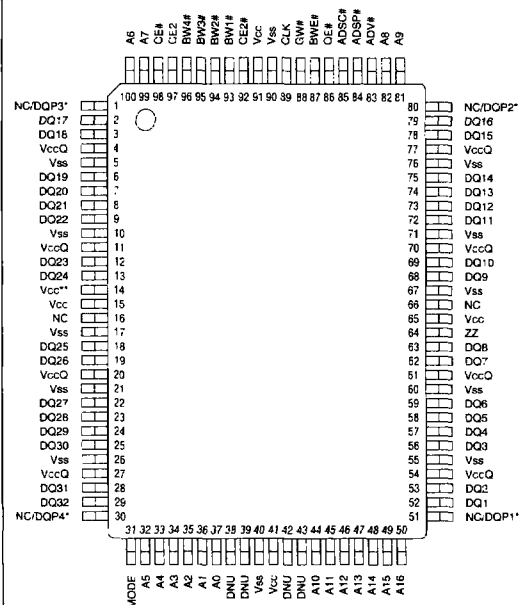 A6 A7 CE# CE2 BW4# BW3# BW2# BW1# CE2# Vcc Vss CLK GW# BWE# OE# ADSC# ADSP# ADV# A8 A9
100 99 98 97 96 95 94 93 92 91 90 89 88 87 86 85 84 83 82 81
NC/DQP3* 1 80 NC/DQP2*
DQ17 2 79 DQ16
DQ18 3 78 DQ15
VccQ 4 77 VccQ
Vss 5 76 Vss
DQ19 6 75 DQ14
DQ20 7 74 DQ13
DQ21 8 73 DQ12
DQ22 9 72 DQ11
Vss 10 71 Vss
VccQ 11 70 VccQ
DQ23 12 69 DQ10
DQ24 13 68 DQ9
Vcc** 14 67 Vss
Vcc 15 66 NC
NC 16 65 Vcc
Vss 17 64 ZZ
DQ25 18 63 DQ8
DQ26 19 62 DQ7
VccQ 20 61 VccQ
Vss 21 60 Vss
DQ27 22 59 DQ6
DQ28 23 58 DQ5
DQ29 24 57 DQ4
DQ30 25 56 DQ3
Vss 26 55 Vss
VccQ 27 54 VccQ
DQ31 28 53 DQ2
DQ32 29 52 DQ1
NC/DQP4* 30 51 NC/DQP1*
31 32 33 34 35 36 37 38 39 40 41 42 43 44 45 46 47 48 49 50
MODE A5 A4 A3 A2 A1 A0 DNU DNU Vss Vcc DNU DNU A10 A11 A12 A13 A14 A15 A16